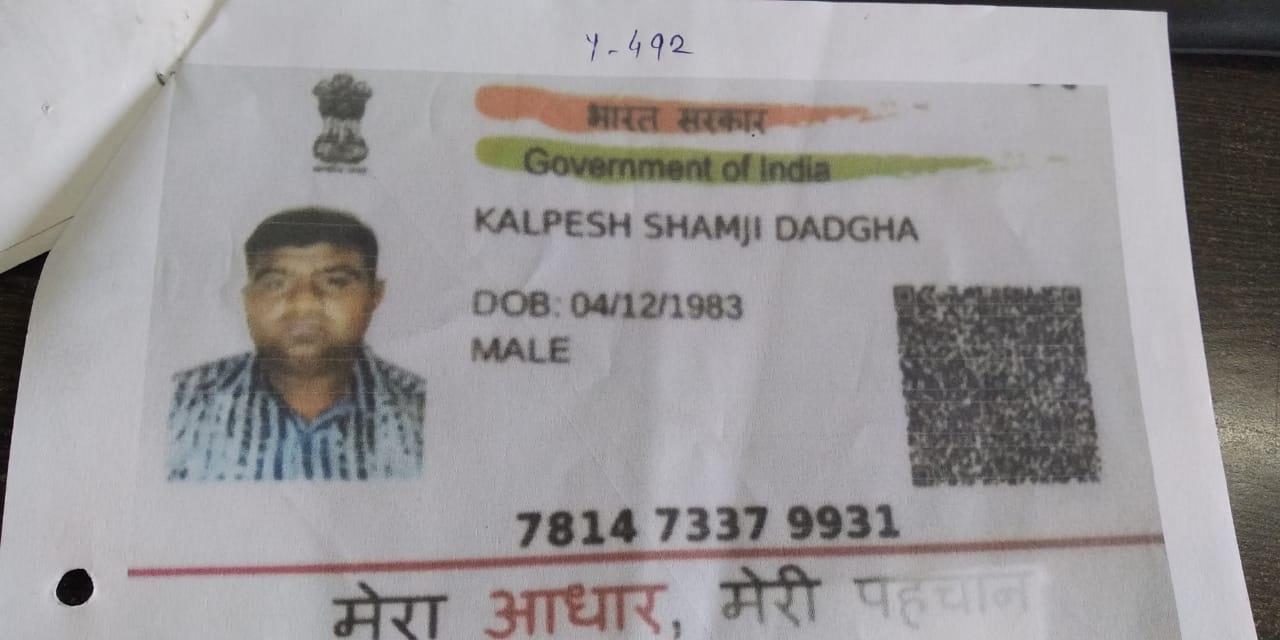 Y-492
भारत सरकार
Government of India
KALPESH SHAMJI DADGHA
DOB: 04/12/1983
MALE
7814 7337 9931
मेरा आधार, मेरी पहचान